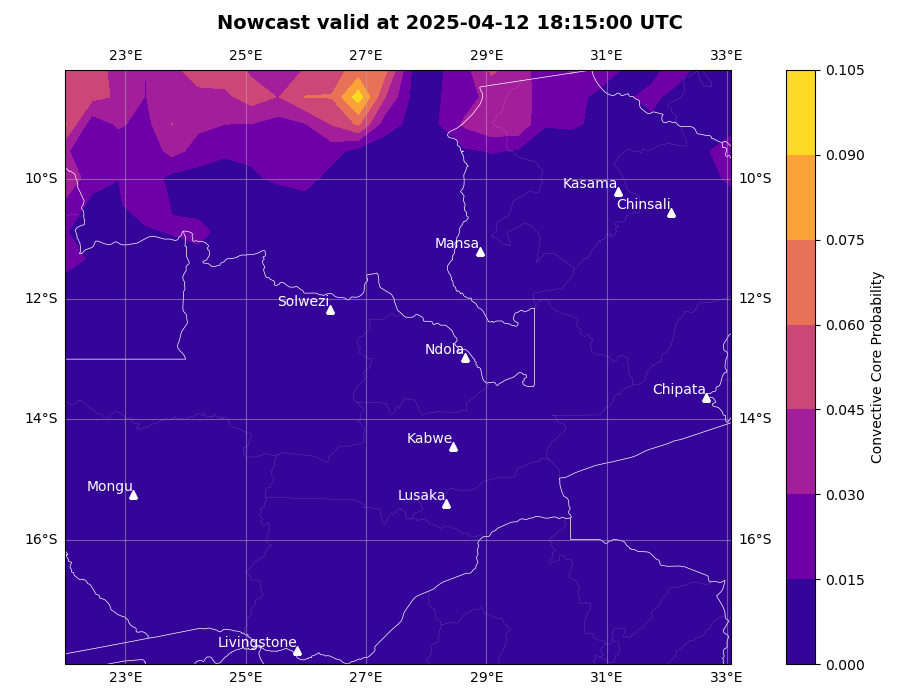 Nowcast valid at 2025-04-12 18:15:00 UTC
23°E 25°E 27°E 29°E 31°E 33°E
0.105
0.090
10°S 10°S
Kasama
Chinsali
0.075
Mansa
12°S 12°S
Solwezi
0.060
Ndola
Convective Core Probability
Chipata
0.045
14°S 14°S
Kabwe
Mongu
Lusaka
0.030
16°S 16°S
0.015
Livingstone
0.000
23°E 25°E 27°E 29°E 31°E 33°E